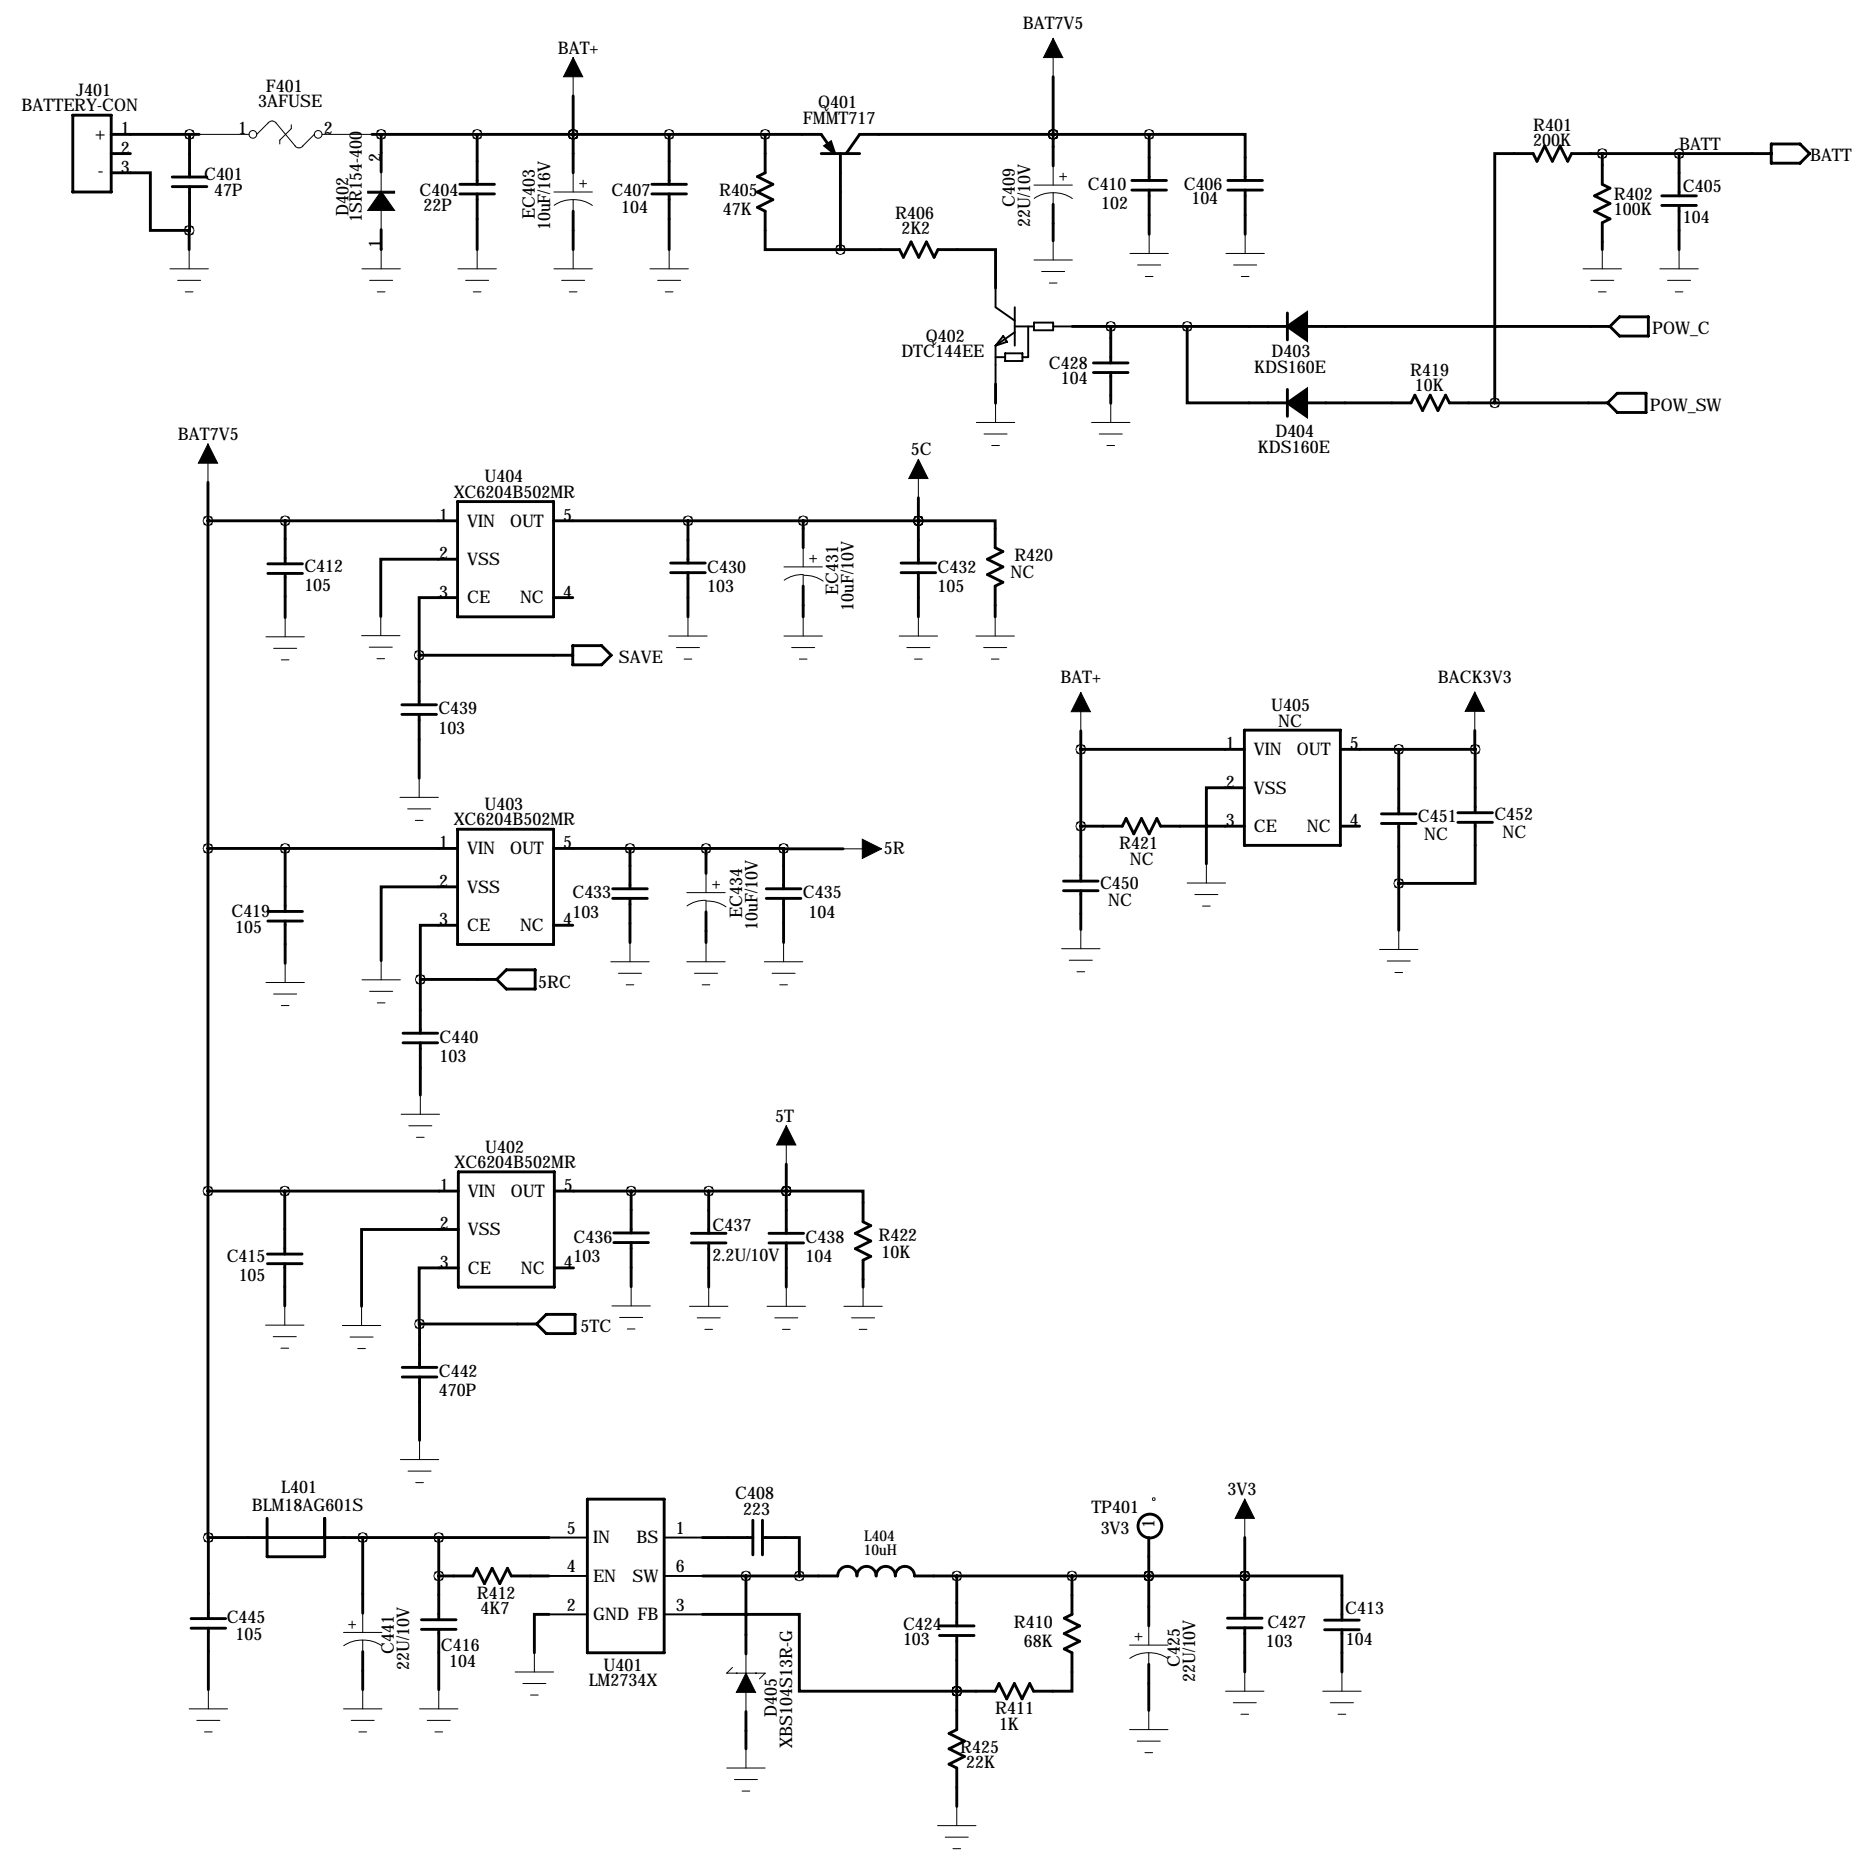 BAT7V5
BAT+
J401
BATTERY-CON
F401
3AFUSE
Q401
FMMT717
+
1
2
3
-
1
2
C401
47P
D402
1SR154-400
2
1
C404
22P
EC403
10uF/16V
+
C407
104
R405
47K
R406
2K2
C409
22U/10V
+
C410
102
C406
104
R401
200K
BATT
BATT
R402
100K
C405
104
Q402
DTC144EE
C428
104
D403
KDS160E
POW_C
R419
10K
POW_SW
D404
KDS160E
BAT7V5
5C
U404
XC6204B502MR
1
VIN
OUT
5
2
VSS
3
CE
NC
4
C412
105
C430
103
EC431
10uF/10V
+
C432
105
R420
NC
SAVE
C439
103
BAT+
BACK3V3
U405
NC
1
VIN
OUT
5
2
VSS
3
CE
NC
4
R421
NC
C450
NC
C451
NC
C452
NC
U403
XC6204B502MR
1
VIN
OUT
5
2
VSS
3
CE
NC
4
5R
C419
105
C433
103
EC434
10uF/10V
+
C435
104
5RC
C440
103
5T
U402
XC6204B502MR
1
VIN
OUT
5
2
VSS
3
CE
NC
4
C415
105
C436
103
C437
2.2U/10V
C438
104
R422
10K
5TC
C442
470P
L401
BLM18AG601S
5
IN
BS
1
4
EN
SW
6
2
GND
FB
3
U401
LM2734X
C408
223
L404
10uH
TP401
3V3
1
3V3
R412
4K7
C445
105
C441
22U/10V
+
C416
104
D405
XBS104S13R-G
C424
103
R410
68K
R411
1K
R425
22K
C425
22U/10V
+
C427
103
C413
104